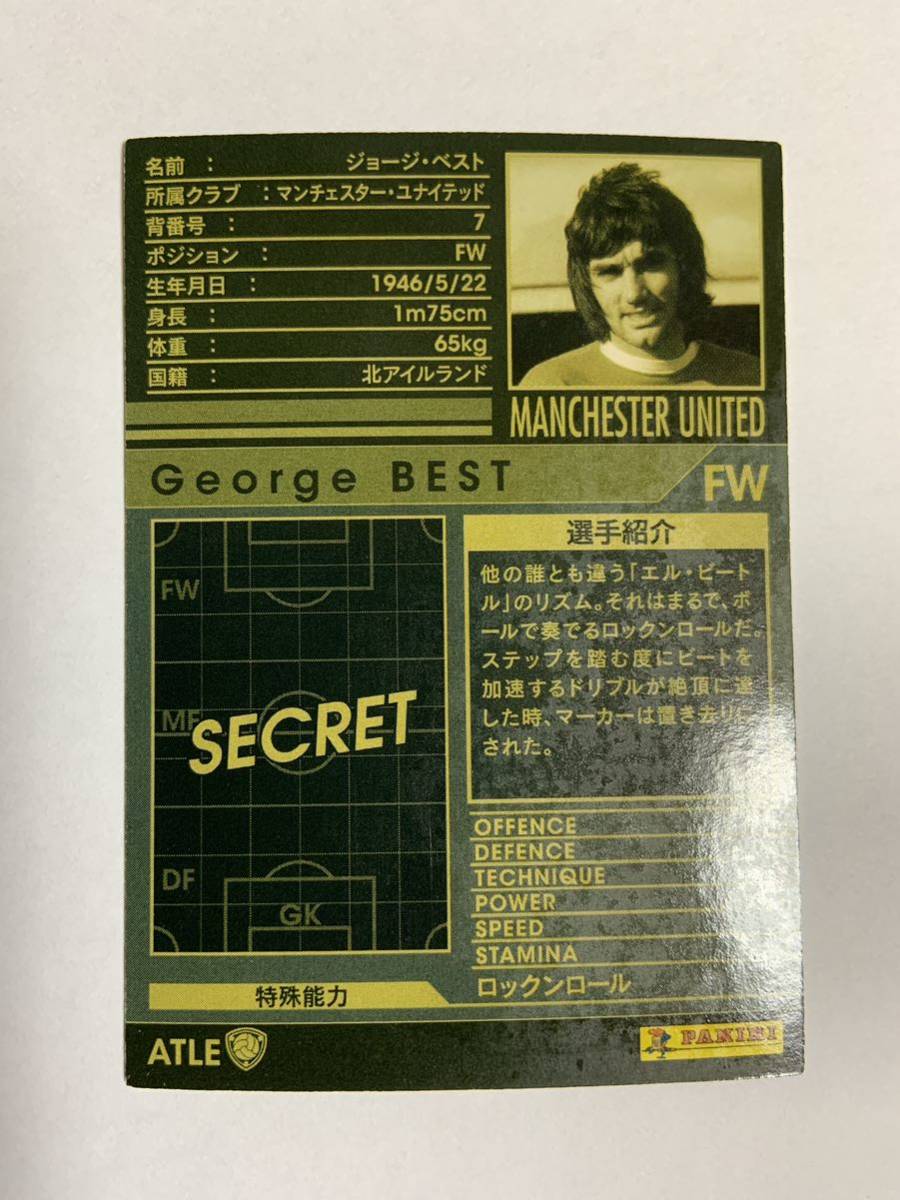 名前 : ジョージ・ベスト
所属クラブ : マンチェスター・ユナイテッド
背番号 : 7
ポジション : FW
生年月日 : 1946/5/22
身長 : 1m75cm
体重 : 65kg
国籍 : 北アイルランド
MANCHESTER UNITED
George BEST
FW
FW
MF
SECRET
DF
GK
選手紹介
他の誰とも違う「エル・ビート
ル」のリズム。それはまるで、ボ
ールで奏でるロックンロールだ。
ステップを踏む度にビートを
加速するドリブルが絶頂に達
した時、マーカーは置き去りに
された。
OFFENCE
DEFENCE
TECHNIQUE
POWER
SPEED
STAMINA
特殊能力
ロックンロール
ATLE
PANINI